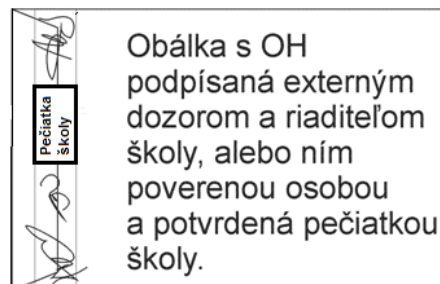 Pečiatka
školy
Obálka s OH
podpísaná externým
dozorom a riaditeľom
školy, alebo ním
poverenou osobou
a potvrdená pečiatkou
školy.